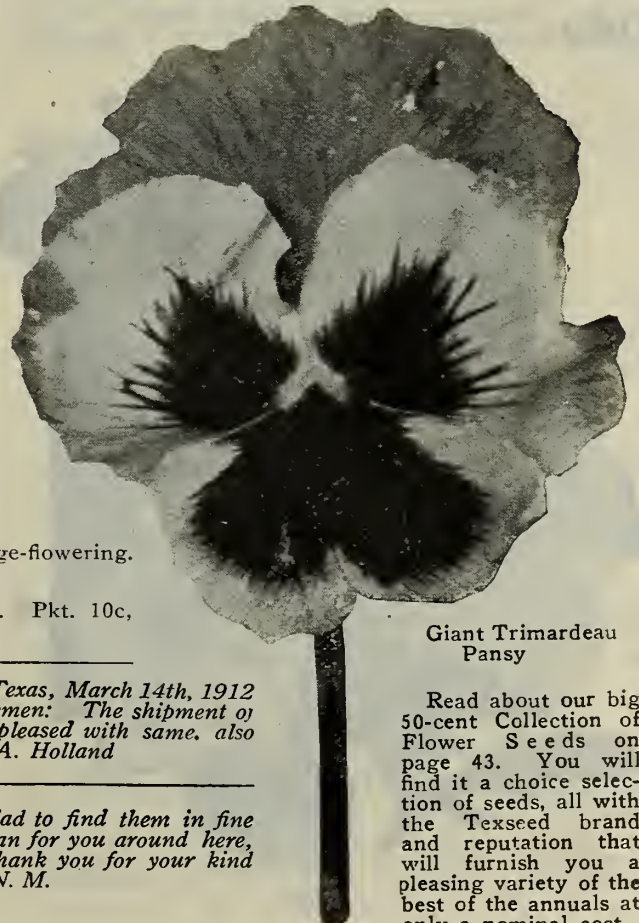 ge-flowering.
. Pkt. 10c,
Texas, March 14th, 1912
men: The shipment of
pleased with same. also
A. Holland
ad to find them in fine
an for you around here,
hank you for your kind
N. M.
Giant Trimardeau
Pansy
Read about our big
50-cent Collection of
Flower Seeds on
page 43. You will
find it a choice selec-
tion of seeds, all with
the Texseed brand
and reputation that
will furnish you a
pleasing variety of the
best of the annuals at
only a nominal cost.